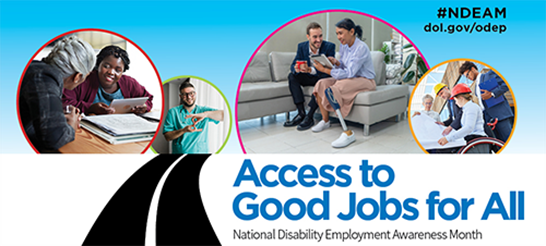 #NDEAM
dol.gov/odep
Access to
Good Jobs for All
National Disability Employment Awareness Month